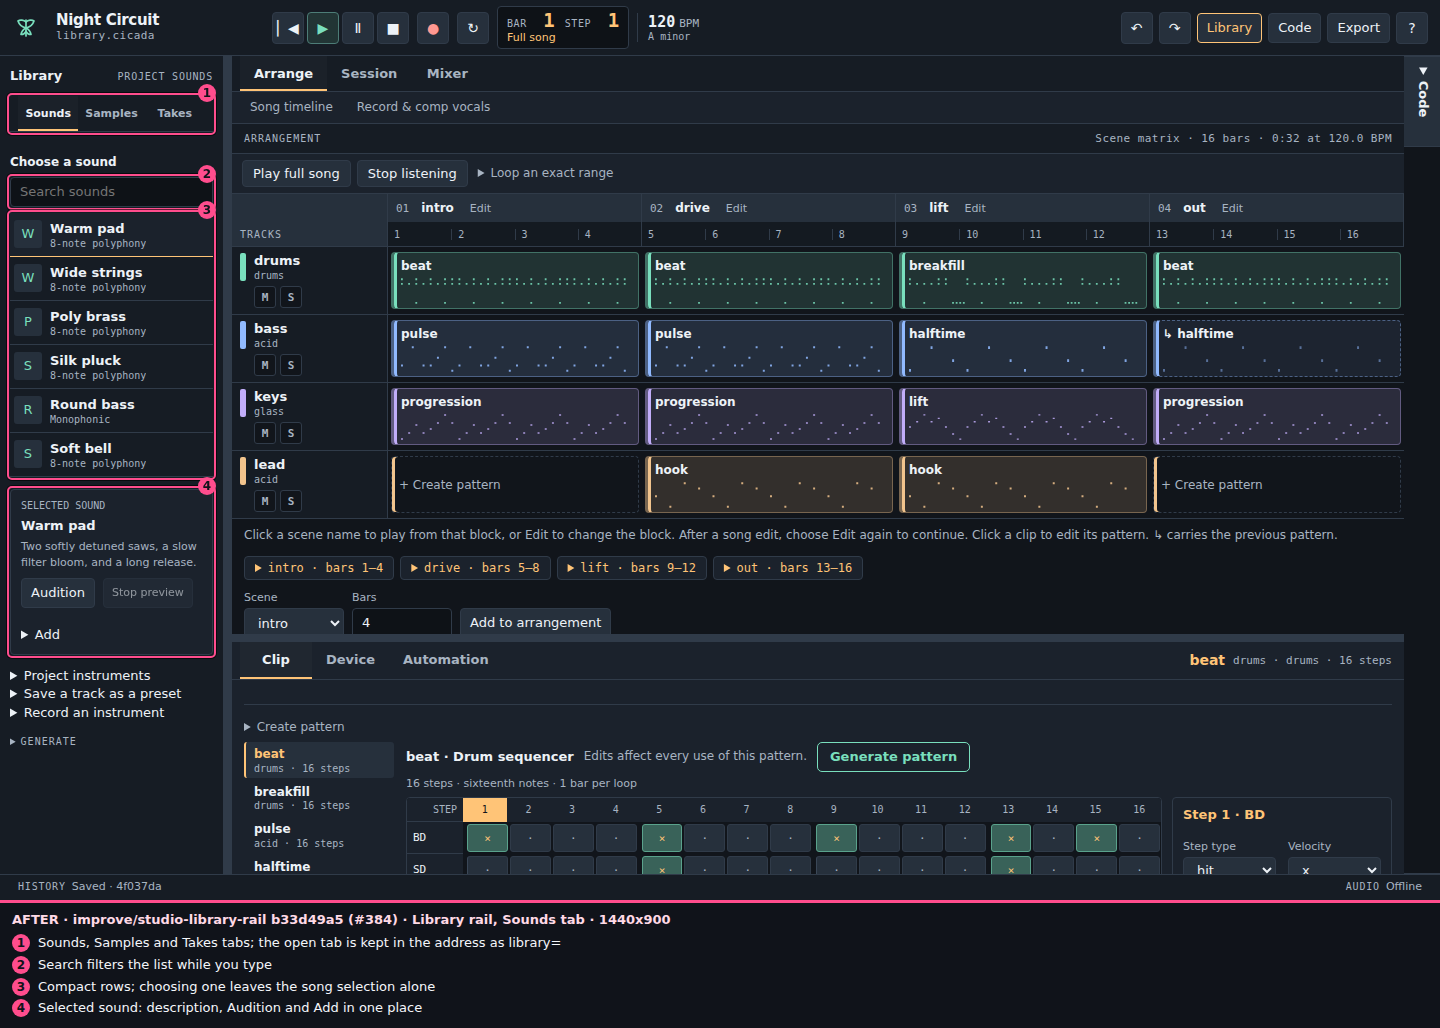 Night Circuit
library.cicada
BAR 1 STEP 1
Full song
120 BPM
A minor
Library
Code
Export
?
Library
PROJECT SOUNDS
1
Sounds
Samples
Takes
Choose a sound
2
Search sounds
3
W
Warm pad
8-note polyphony
W
Wide strings
8-note polyphony
P
Poly brass
8-note polyphony
S
Silk pluck
8-note polyphony
R
Round bass
Monophonic
S
Soft bell
8-note polyphony
4
SELECTED SOUND
Warm pad
Two softly detuned saws, a slow
filter bloom, and a long release.
Audition
Stop preview
▶ Add
▶ Project instruments
▶ Save a track as a preset
▶ Record an instrument
▶ GENERATE
Arrange
Session
Mixer
Song timeline
Record & comp vocals
ARRANGEMENT
Scene matrix · 16 bars · 0:32 at 120.0 BPM
Play full song
Stop listening
▶ Loop an exact range
01 intro Edit
02 drive Edit
03 lift Edit
04 out Edit
TRACKS
1 2 3 4 5 6 7 8 9 10 11 12 13 14 15 16
drums
drums
M S
beat
beat
breakfill
beat
bass
acid
M S
pulse
pulse
halftime
↳ halftime
keys
glass
M S
progression
progression
lift
progression
lead
acid
M S
+ Create pattern
hook
hook
+ Create pattern
Click a scene name to play from that block, or Edit to change the block. After a song edit, choose Edit again to continue. Click a clip to edit its pattern. ↳ carries the previous pattern.
▶ intro · bars 1–4
▶ drive · bars 5–8
▶ lift · bars 9–12
▶ out · bars 13–16
Scene
Bars
intro
4
Add to arrangement
Clip
Device
Automation
beat drums · drums · 16 steps
▶ Create pattern
beat
drums · 16 steps
breakfill
drums · 16 steps
pulse
acid · 16 steps
halftime
beat · Drum sequencer
Edits affect every use of this pattern.
Generate pattern
16 steps · sixteenth notes · 1 bar per loop
STEP 1 2 3 4 5 6 7 8 9 10 11 12 13 14 15 16
BD × · · · × · · · × · · · × · × ·
SD · · · · × · · · · · · · × · · ·
Step 1 · BD
Step type
Velocity
hit
x
▼ Code
HISTORY Saved · 4f037da
AUDIO Offline
AFTER · improve/studio-library-rail b33d49a5 (#384) · Library rail, Sounds tab · 1440x900
1 Sounds, Samples and Takes tabs; the open tab is kept in the address as library=
2 Search filters the list while you type
3 Compact rows; choosing one leaves the song selection alone
4 Selected sound: description, Audition and Add in one place